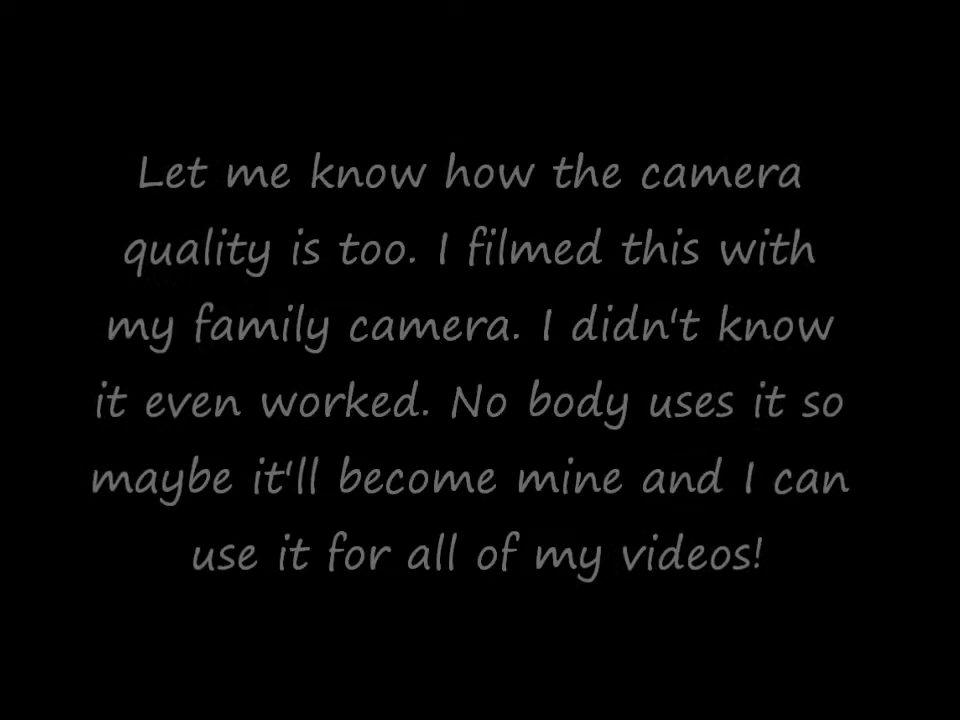 Let me know how the camera
quality is too. I filmed this with
my family camera. I didn't know
it even worked. No body uses it so
maybe it'll become mine and I can
use it for all of my videos!